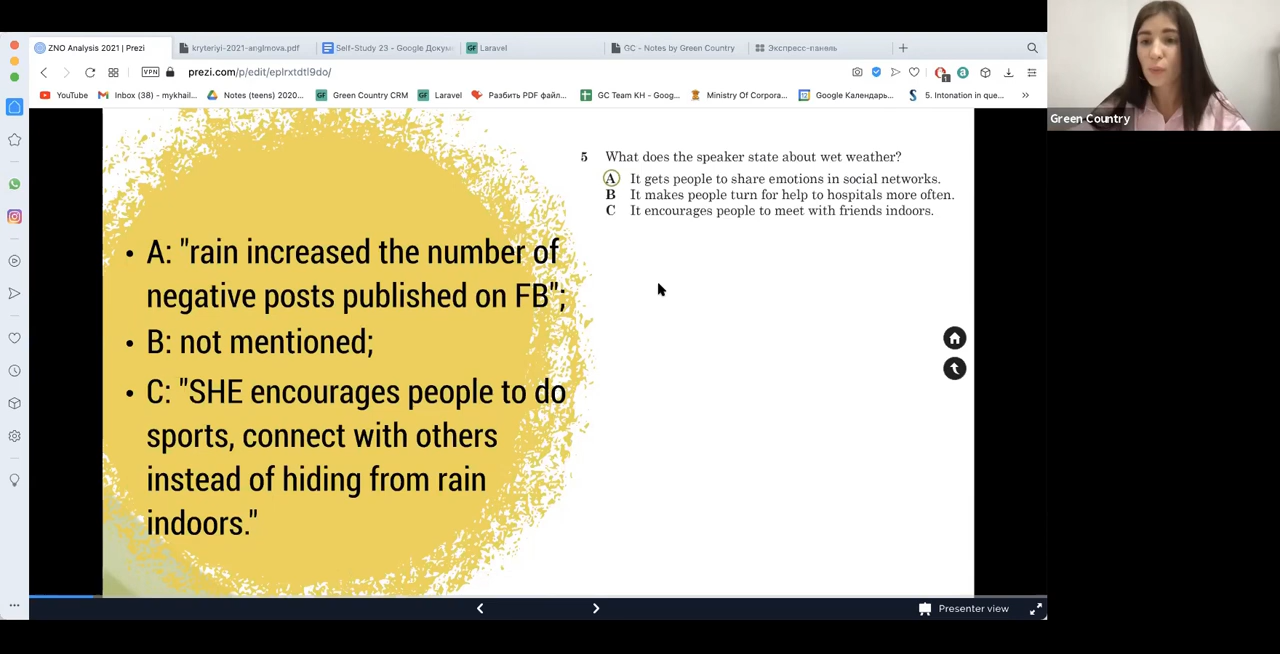 ZNO Analysis 2021 | Prezi
kryteriyi-2021-anglmova.pdf
Self-Study 23 - Google Докуме
GF Laravel
GC - Notes by Green Country
Экспресс-панель
VPN
prezi.com/p/edit/eplrxtdtl9do/
1
a
YouTube
Inbox (38) - mykhail...
Notes (teens) 2020...
GF Green Country CRM
GF Laravel
Разбить PDF файл...
GC Team KH - Goog...
Ministry Of Corpora...
Google Календарь...
5. Intonation in que...
»
Green Country
5 What does the speaker state about wet weather?
A It gets people to share emotions in social networks.
B It makes people turn for help to hospitals more often.
C It encourages people to meet with friends indoors.
• A: "rain increased the number of
negative posts published on FB";
• B: not mentioned;
• C: "SHE encourages people to do
sports, connect with others
instead of hiding from rain
indoors."
Presenter view